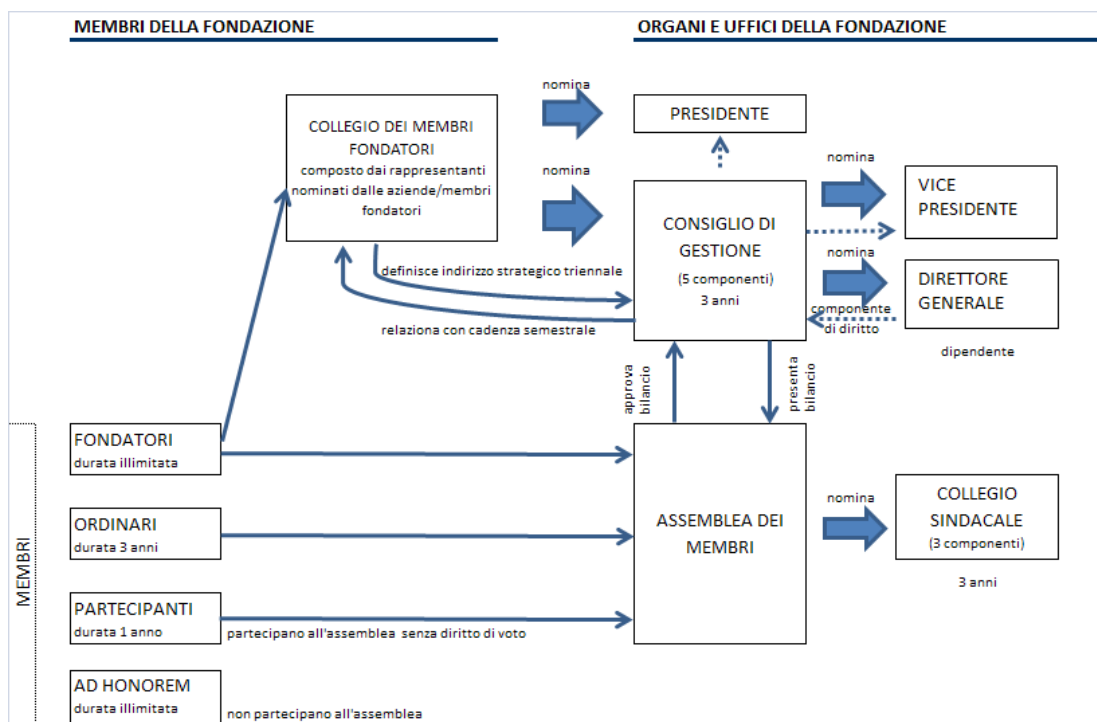 MEMBRI DELLA FONDAZIONE
ORGANI E UFFICI DELLA FONDAZIONE
COLLEGIO DEI MEMBRI
FONDATORI
composto dai rappresentanti
nominati dalle aziende/membri
fondatori
nomina
PRESIDENTE
nomina
CONSIGLIO DI
GESTIONE
(5 componenti)
3 anni
nomina
VICE
PRESIDENTE
nomina
DIRETTORE
GENERALE
componente
di diritto
dipendente
definisce indirizzo strategico triennale
relaziona con cadenza semestrale
approva
bilancio
presenta
bilancio
MEMBRI
FONDATORI
durata illimitata
ORDINARI
durata 3 anni
PARTECIPANTI
durata 1 anno
partecipano all'assemblea senza diritto di voto
AD HONOREM
durata illimitata
non partecipano all'assemblea
ASSEMBLEA DEI
MEMBRI
nomina
COLLEGIO
SINDACALE
(3 componenti)
3 anni